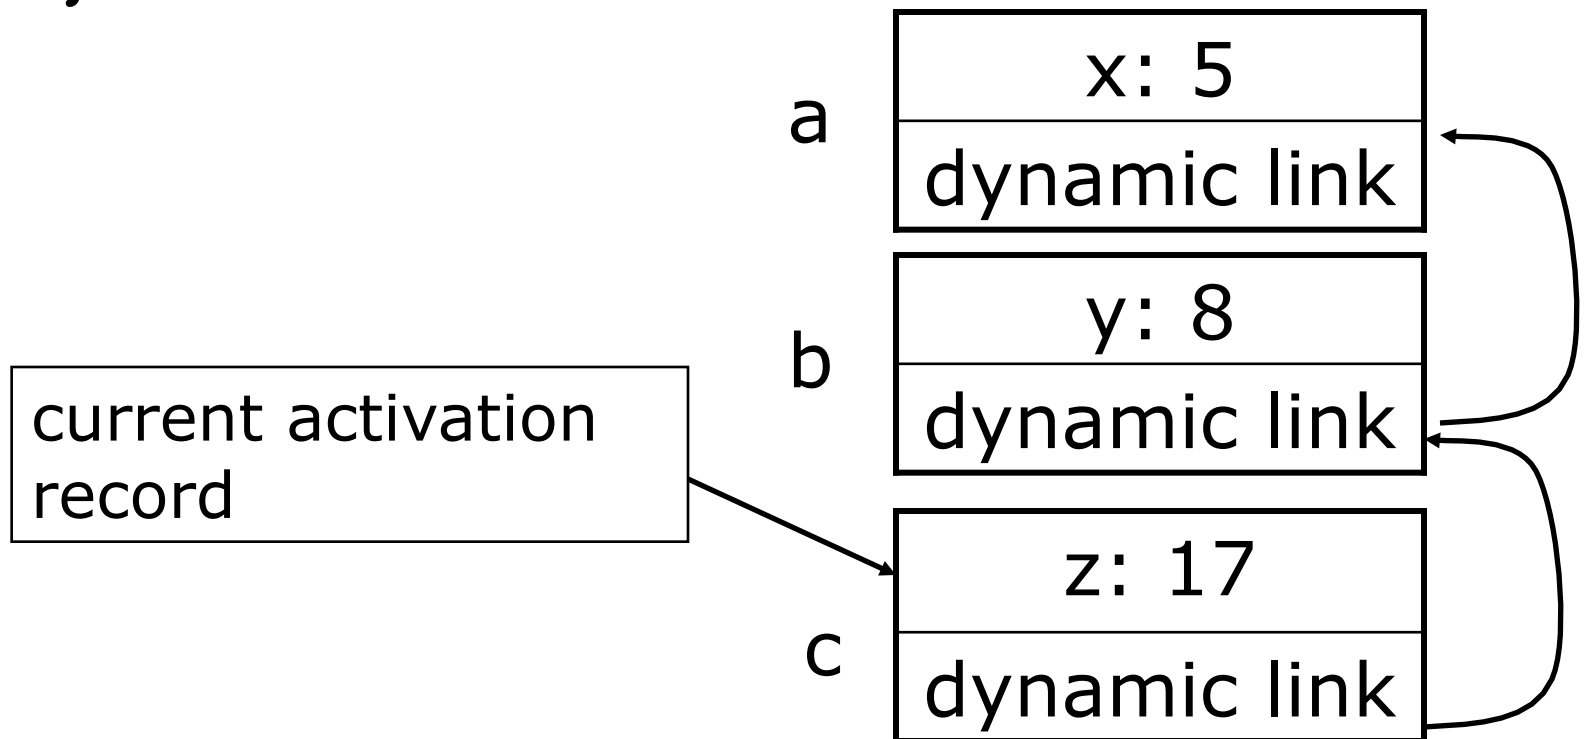 x: 5
a
dynamic link
y: 8
b
dynamic link
current activation
record
z: 17
c
dynamic link